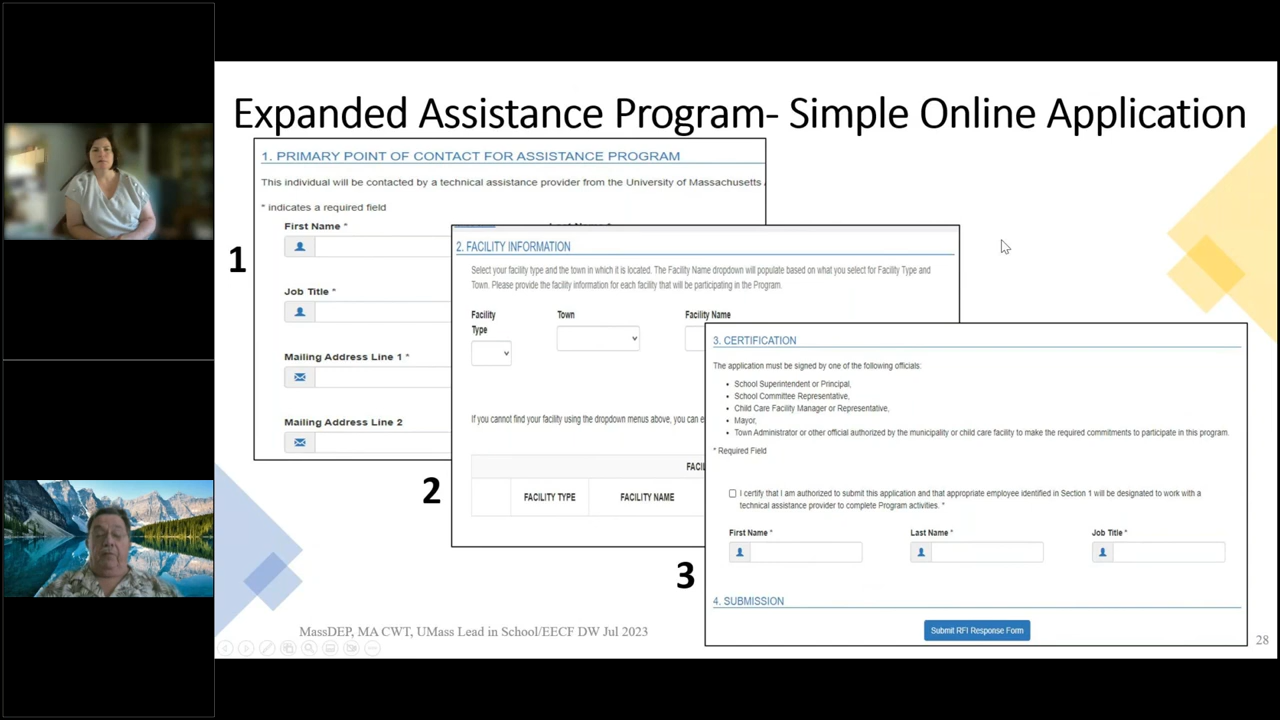 Expanded Assistance Program- Simple Online Application
1. PRIMARY POINT OF CONTACT FOR ASSISTANCE PROGRAM
This individual will be contacted by a technical assistance provider from the University of Massachusetts
* indicates a required field
First Name *
Job Title *
Mailing Address Line 1 *
Mailing Address Line 2
1
2. FACILITY INFORMATION
Select your facility type and the town in which it is located. The Facility Name dropdown will populate based on what you select for Facility Type and
Town. Please provide the facility information for each facility that will be participating in the Program.
Facility
Type
Town
Facility Name
If you cannot find your facility using the dropdown menus above, you can
FACILITY TYPE
FACILITY NAME
2
3. CERTIFICATION
The application must be signed by one of the following officials:
• School Superintendent or Principal,
• School Committee Representative,
• Child Care Facility Manager or Representative,
• Mayor,
• Town Administrator or other official authorized by the municipality or child care facility to make the required commitments to participate in this program.
* Required Field
I certify that I am authorized to submit this application and that appropriate employee identified in Section 1 will be designated to work with a
technical assistance provider to complete Program activities. *
First Name *
Last Name *
Job Title *
3
4. SUBMISSION
Submit RFI Response Form
MassDEP, MA CWT, UMass Lead in School/EECF DW Jul 2023
28